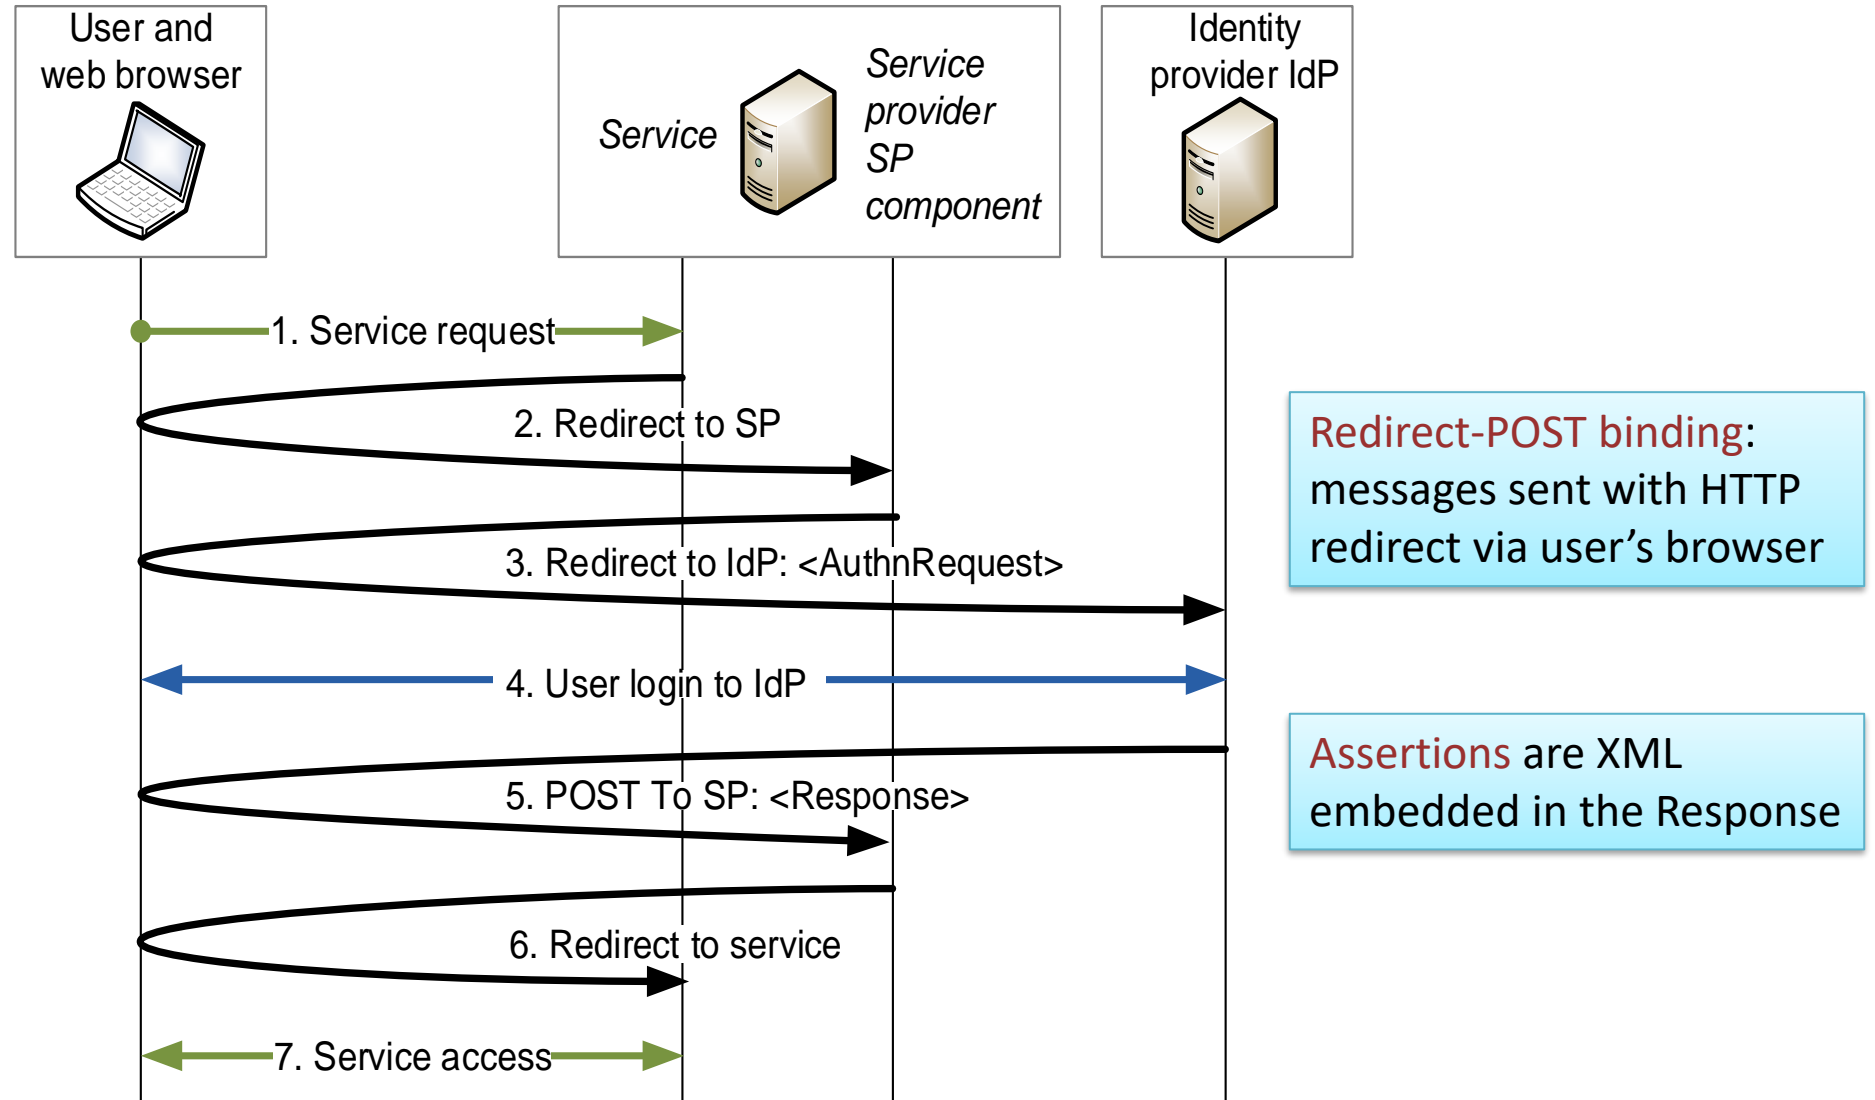 User and
web browser
Service
Service
provider
SP
component
Identity
provider IdP
1. Service request
2. Redirect to SP
3. Redirect to IdP: <AuthnRequest>
4. User login to IdP
5. POST To SP: <Response>
6. Redirect to service
7. Service access
Redirect-POST binding:
messages sent with HTTP
redirect via user’s browser
Assertions are XML
embedded in the Response